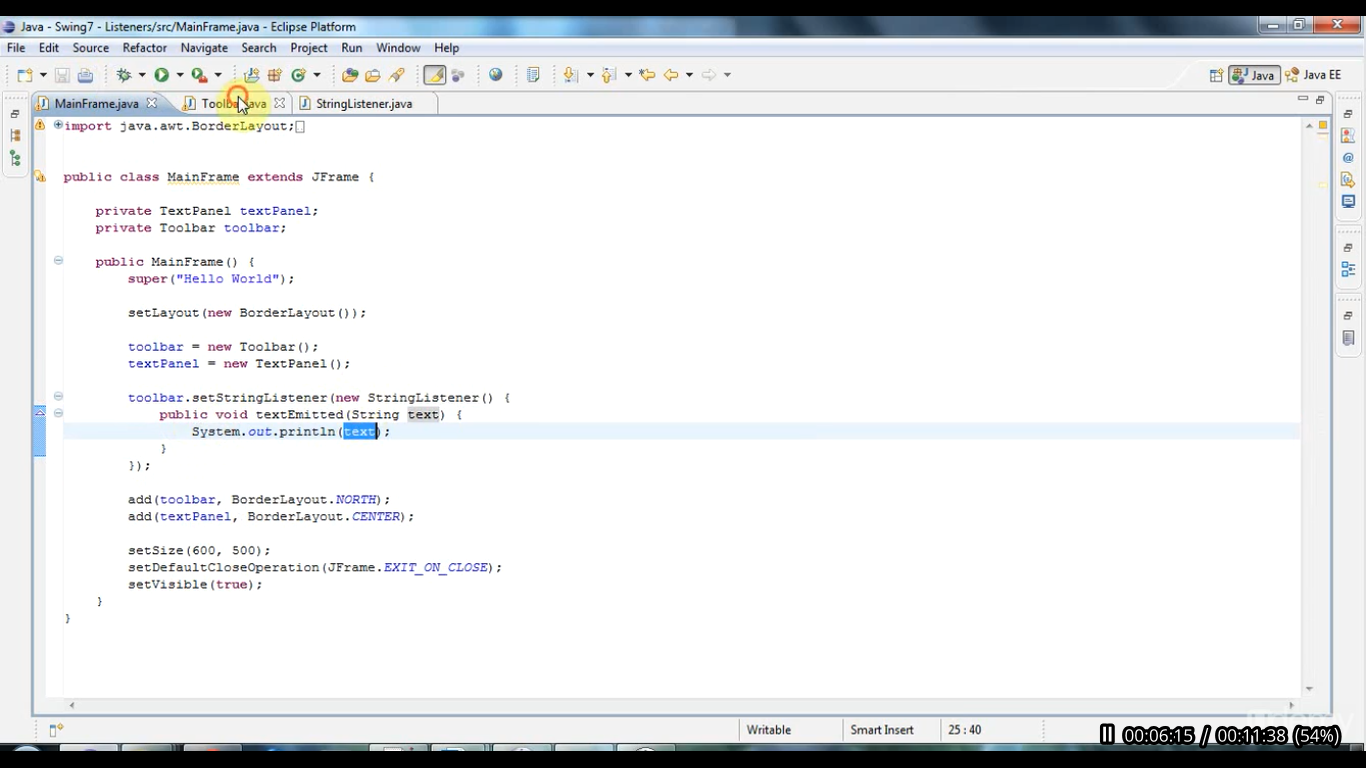 Java - Swing7 - Listeners/src/MainFrame.java - Eclipse Platform
File Edit Source Refactor Navigate Search Project Run Window Help
Java Java EE
MainFrame.java Toolbar.java StringListener.java
import java.awt.BorderLayout;
public class MainFrame extends JFrame {
private TextPanel textPanel;
private Toolbar toolbar;
public MainFrame() {
super("Hello World");
setLayout(new BorderLayout());
toolbar = new Toolbar();
textPanel = new TextPanel();
toolbar.setStringListener(new StringListener() {
public void textEmitted(String text) {
System.out.println(text);
}
});
add(toolbar, BorderLayout.NORTH);
add(textPanel, BorderLayout.CENTER);
setSize(600, 500);
setDefaultCloseOperation(JFrame.EXIT_ON_CLOSE);
setVisible(true);
}
}
Writable Smart Insert 25 : 40
00:06:15 / 00:11:38 (54%)